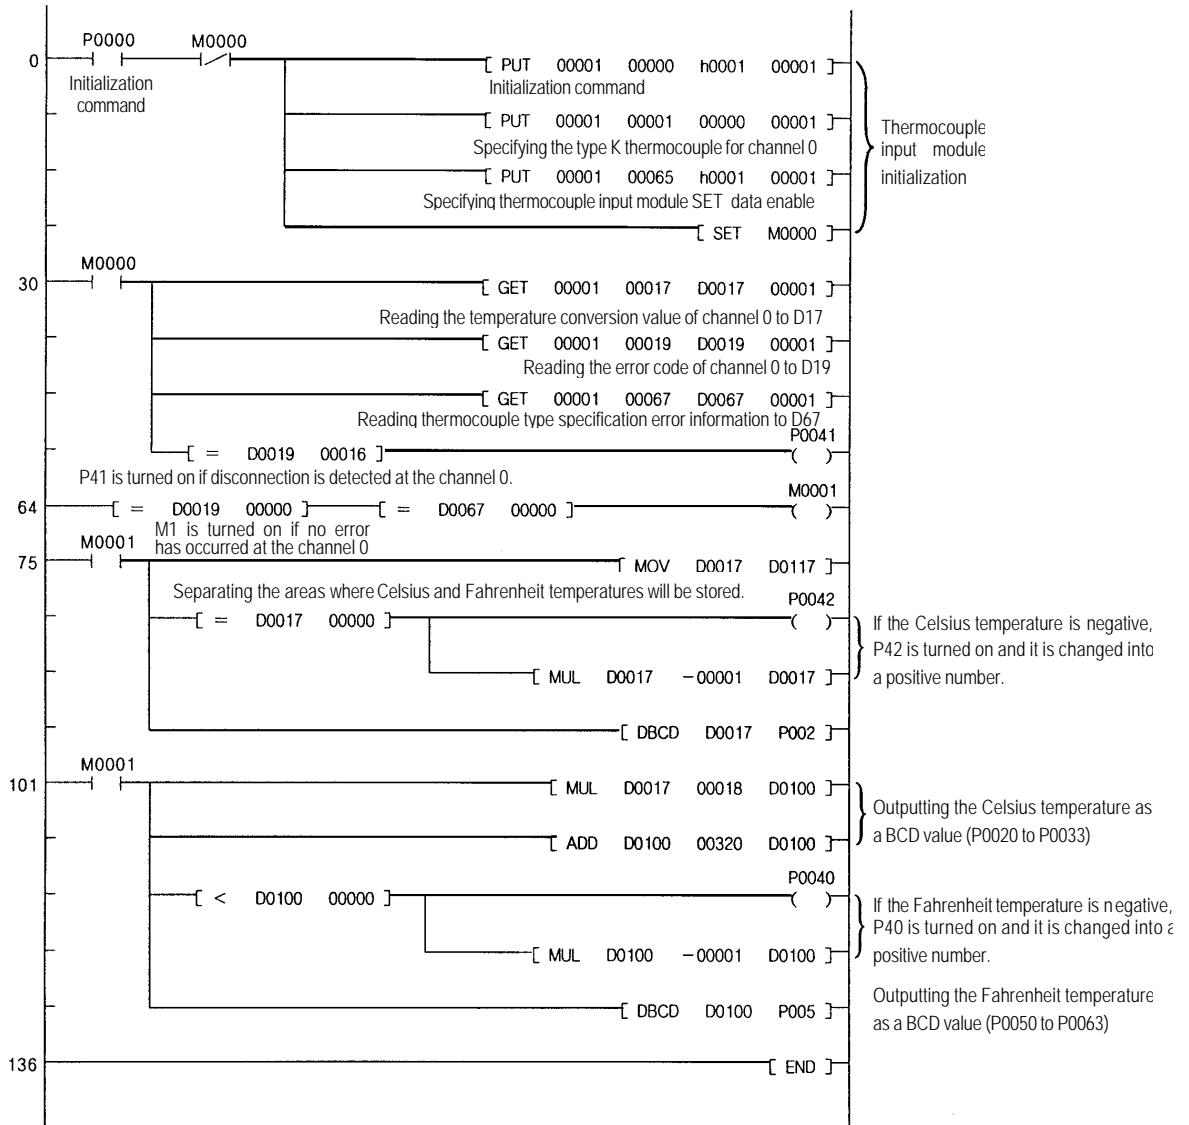 P0000 M0000
0 [ PUT 00001 00000 h0001 00001 ]
Initialization
command
Initialization command
[ PUT 00001 00001 00000 00001 ]
Specifying the type K thermocouple for channel 0
[ PUT 00001 00065 h0001 00001 ]
Specifying thermocouple input module SET data enable
[ SET M0000 ]
Thermocouple
input module
initialization
M0000
30 [ GET 00001 00017 D0017 00001 ]
Reading the temperature conversion value of channel 0 to D17
[ GET 00001 00019 D0019 00001 ]
Reading the error code of channel 0 to D19
[ GET 00001 00067 D0067 00001 ]
Reading thermocouple type specification error information to D67
P0041
[ = D0019 00016 ] ( )
P41 is turned on if disconnection is detected at the channel 0.
M0001
64 [ = D0019 00000 ] [ = D0067 00000 ] ( )
M1 is turned on if no error
has occurred at the channel 0
M0001
75 [ MOV D0017 D0117 ]
Separating the areas where Celsius and Fahrenheit temperatures will be stored.
P0042
[ = D0017 00000 ] ( )
[ MUL D0017 −00001 D0017 ]
If the Celsius temperature is negative,
P42 is turned on and it is changed into
a positive number.
[ DBCD D0017 P002 ]
M0001
101 [ MUL D0017 00018 D0100 ]
[ ADD D0100 00320 D0100 ]
Outputting the Celsius temperature as
a BCD value (P0020 to P0033)
P0040
[ < D0100 00000 ] ( )
[ MUL D0100 −00001 D0100 ]
If the Fahrenheit temperature is negative,
P40 is turned on and it is changed into a
positive number.
[ DBCD D0100 P005 ]
Outputting the Fahrenheit temperature
as a BCD value (P0050 to P0063)
136 [ END ]